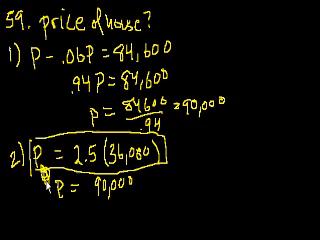 59. price of house?
1) P - .06P = 84,600
.94P = 84,600
P = 84600/.94 = 90,000
2) P = 2.5(36,000)
P = 90,000